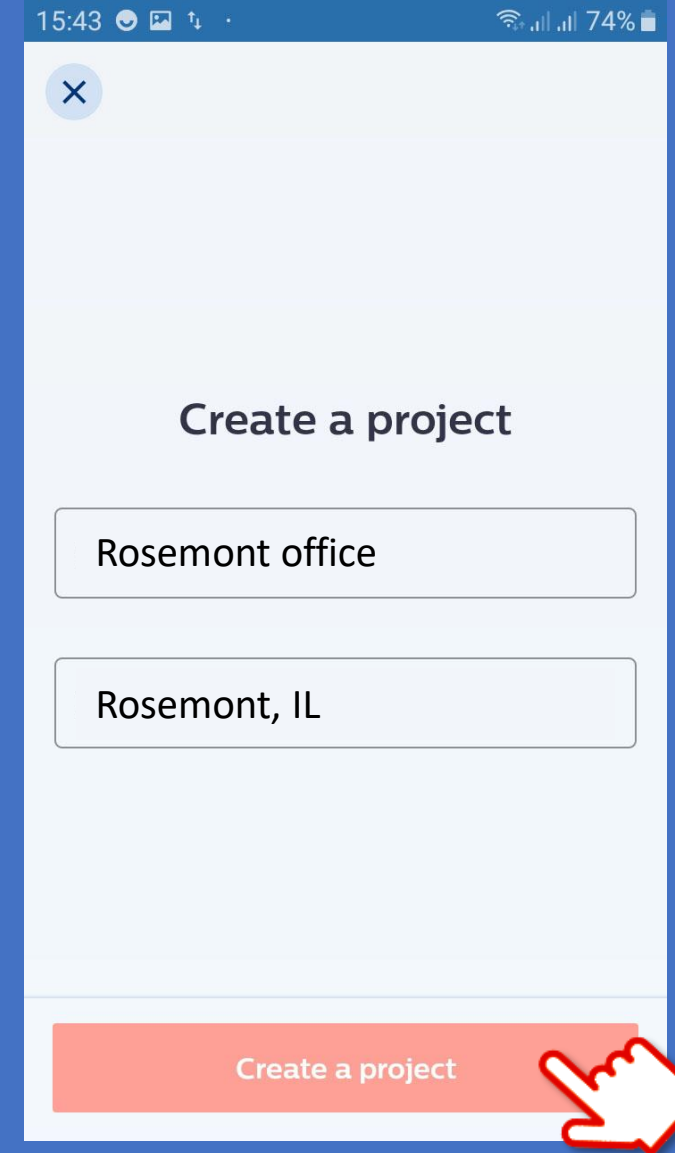 15:43
74%
Create a project
Rosemont office
Rosemont, IL
Create a project